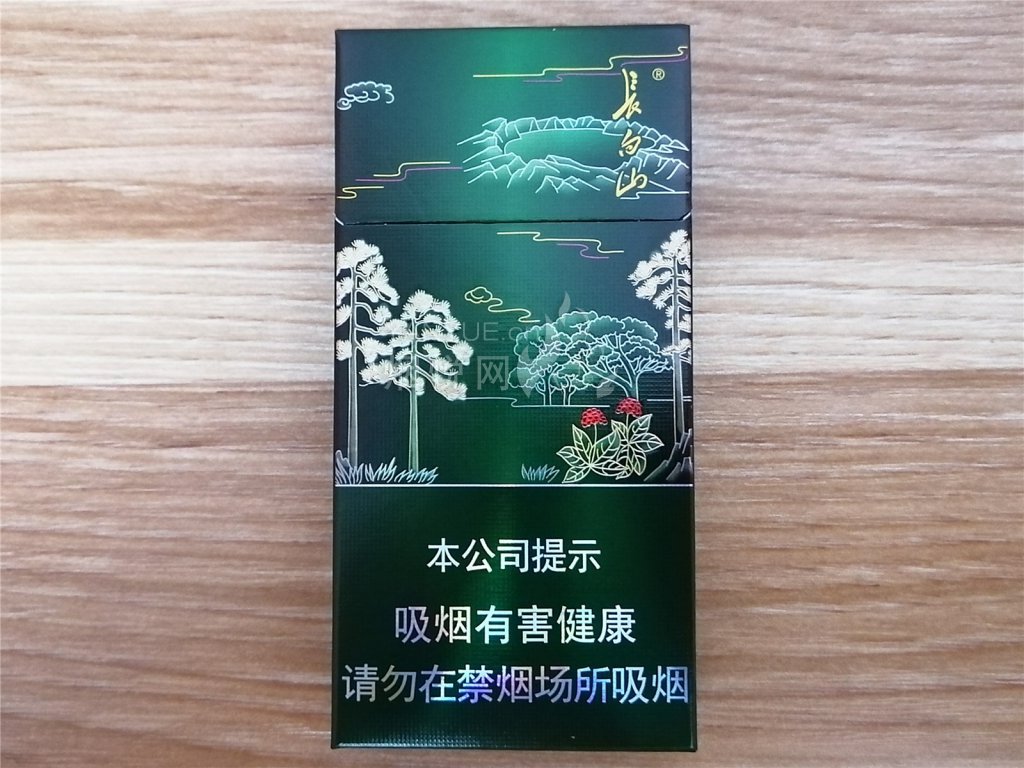 長白山®
本公司提示
吸烟有害健康
请勿在禁烟场所吸烟